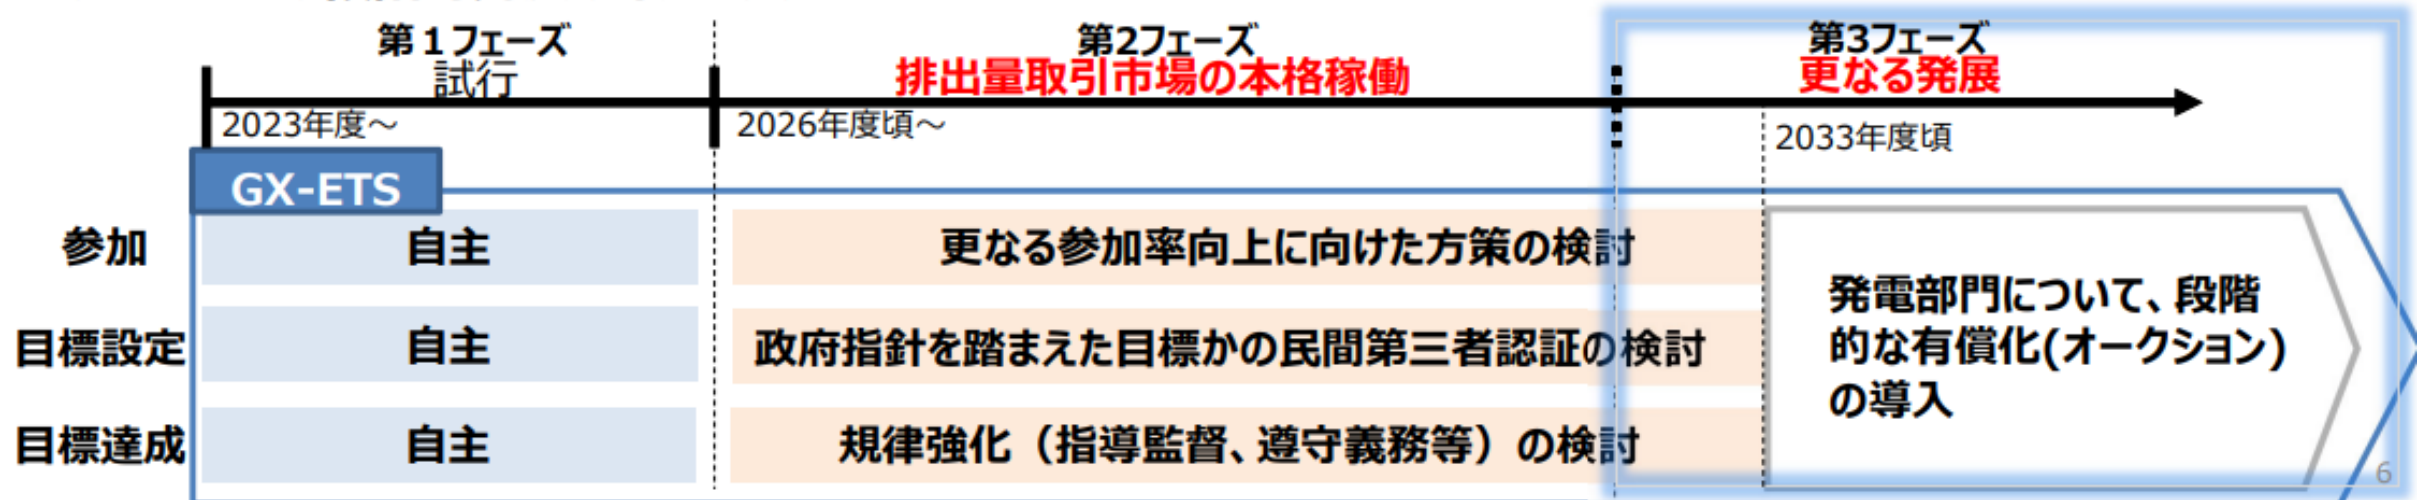 第1フェーズ
試行
第2フェーズ
排出量取引市場の本格稼働
第3フェーズ
更なる発展
2023年度～
2026年度頃～
2033年度頃
GX-ETS
参加
自主
更なる参加率向上に向けた方策の検討
目標設定
自主
政府指針を踏まえた目標かの民間第三者認証の検討
目標達成
自主
規律強化（指導監督、遵守義務等）の検討
発電部門について、段階
的な有償化(オークション)
の導入
6